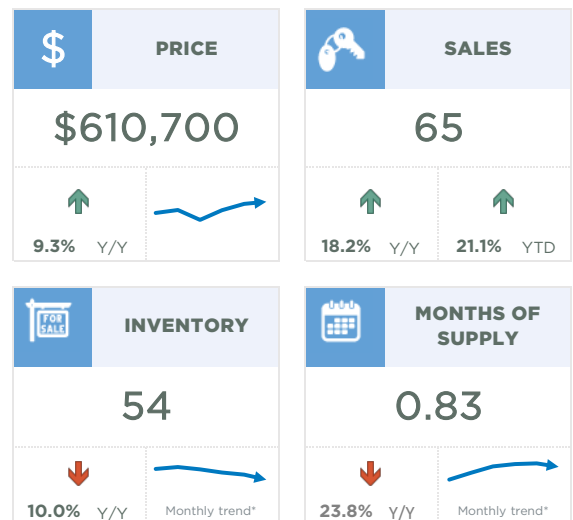 $
PRICE
$610,700
9.3% Y/Y
SALES
65
18.2% Y/Y
21.1% YTD
FOR
SALE
INVENTORY
54
10.0% Y/Y
Monthly trend*
MONTHS OF
SUPPLY
0.83
23.8% Y/Y
Monthly trend*